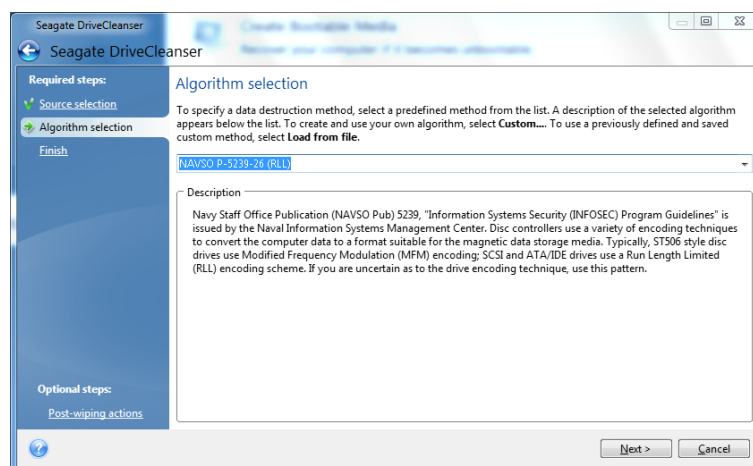 Seagate DriveCleanser
Create Bootable Media
Seagate DriveCleanser
Recover your computer if it becomes unbootable.
Required steps:
Source selection
Algorithm selection
Finish
Algorithm selection
To specify a data destruction method, select a predefined method from the list. A description of the selected algorithm
appears below the list. To create and use your own algorithm, select Custom.... To use a previously defined and saved
custom method, select Load from file.
NAVSO P-5239-26 (RLL)
Description
Navy Staff Office Publication (NAVSO Pub) 5239, "Information Systems Security (INFOSEC) Program Guidelines" is
issued by the Naval Information Systems Management Center. Disc controllers use a variety of encoding techniques
to convert the computer data to a format suitable for the magnetic data storage media. Typically, ST506 style disc
drives use Modified Frequency Modulation (MFM) encoding; SCSI and ATA/IDE drives use a Run Length Limited
(RLL) encoding scheme. If you are uncertain as to the drive encoding technique, use this pattern.
Optional steps:
Post-wiping actions
Next >
Cancel